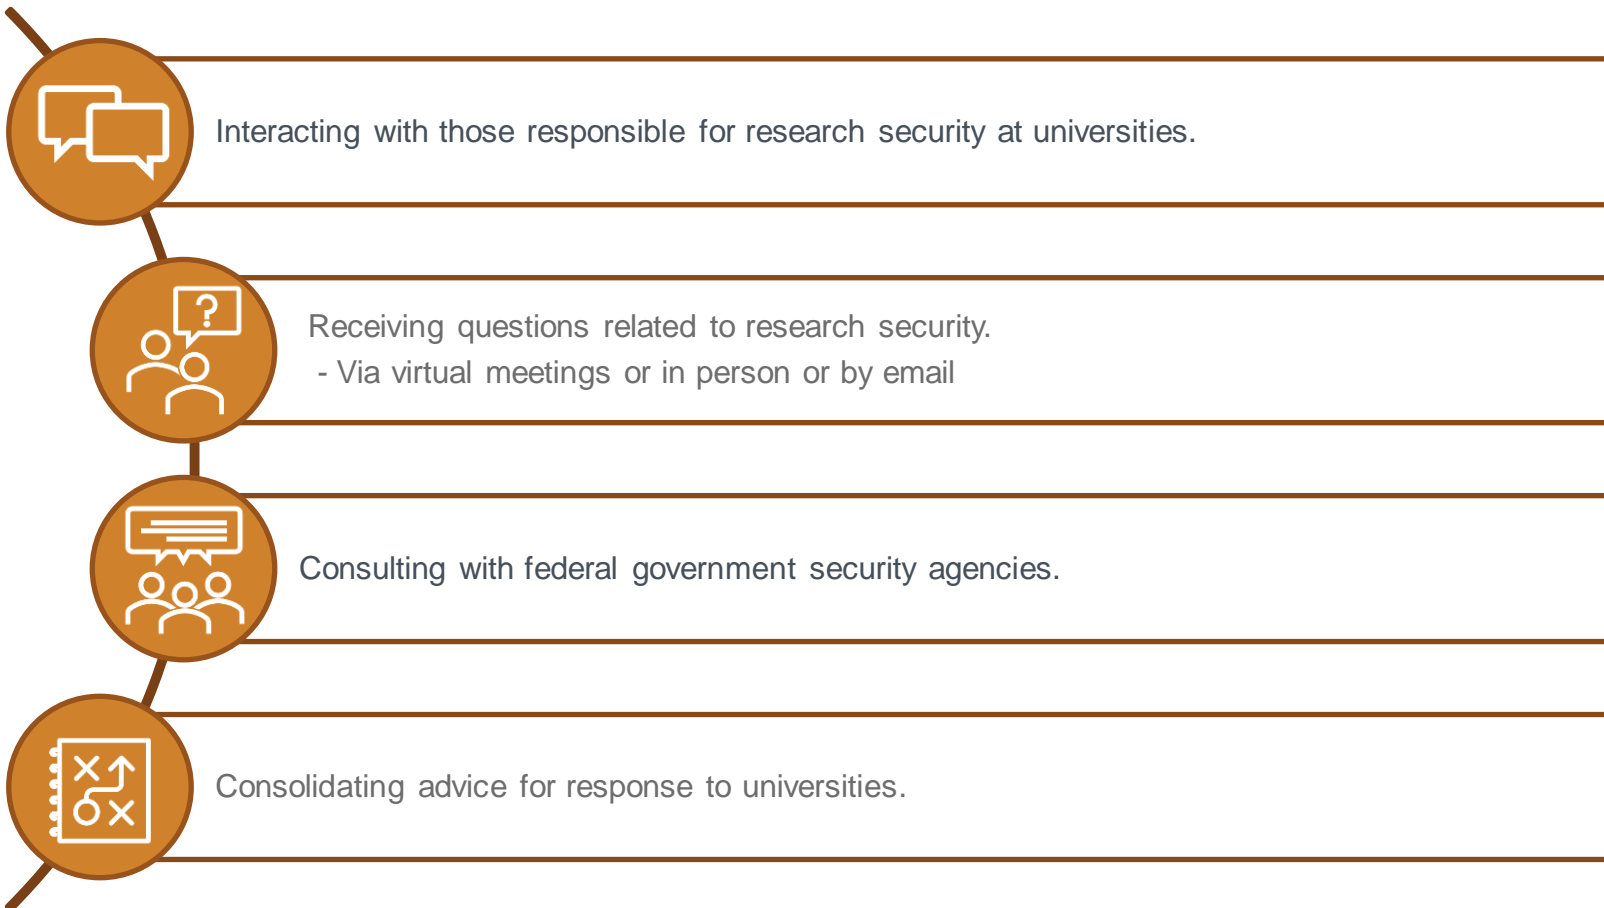 Interacting with those responsible for research security at universities.
?
Receiving questions related to research security.
- Via virtual meetings or in person or by email
Consulting with federal government security agencies.
Consolidating advice for response to universities.